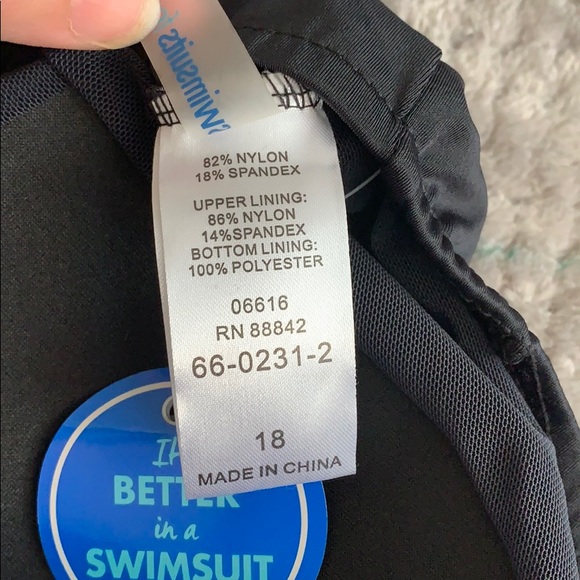 Swimsuits
82% NYLON
18% SPANDEX
UPPER LINING:
86% NYLON
14%SPANDEX
BOTTOM LINING:
100% POLYESTER
06616
RN 88842
66-0231-2
18
MADE IN CHINA
BETTER
in a
SWIMSUIT